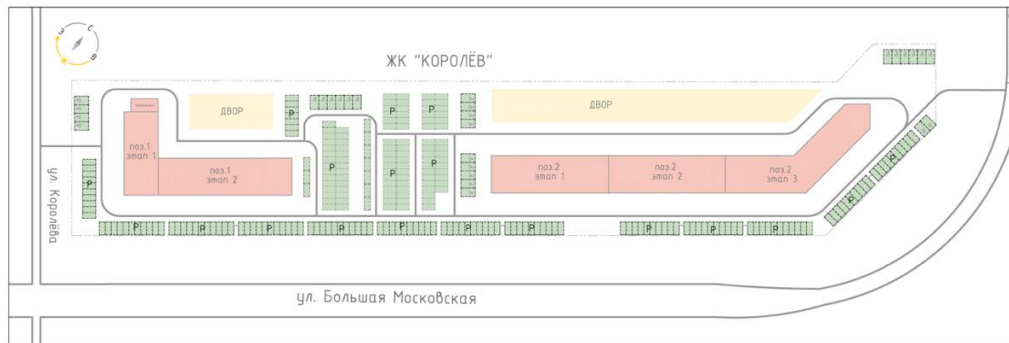 З
С
В
ЖК "КОРОЛЁВ"
ДВОР
ДВОР
P
P
P
P
P
P
поз.1
этап 1
поз.1
этап 2
поз.2
этап 1
поз.2
этап 2
поз.2
этап 3
P
P
P
ул. Королёва
P
P
P
P
P
P
P
P
P
P
ул. Большая Московская